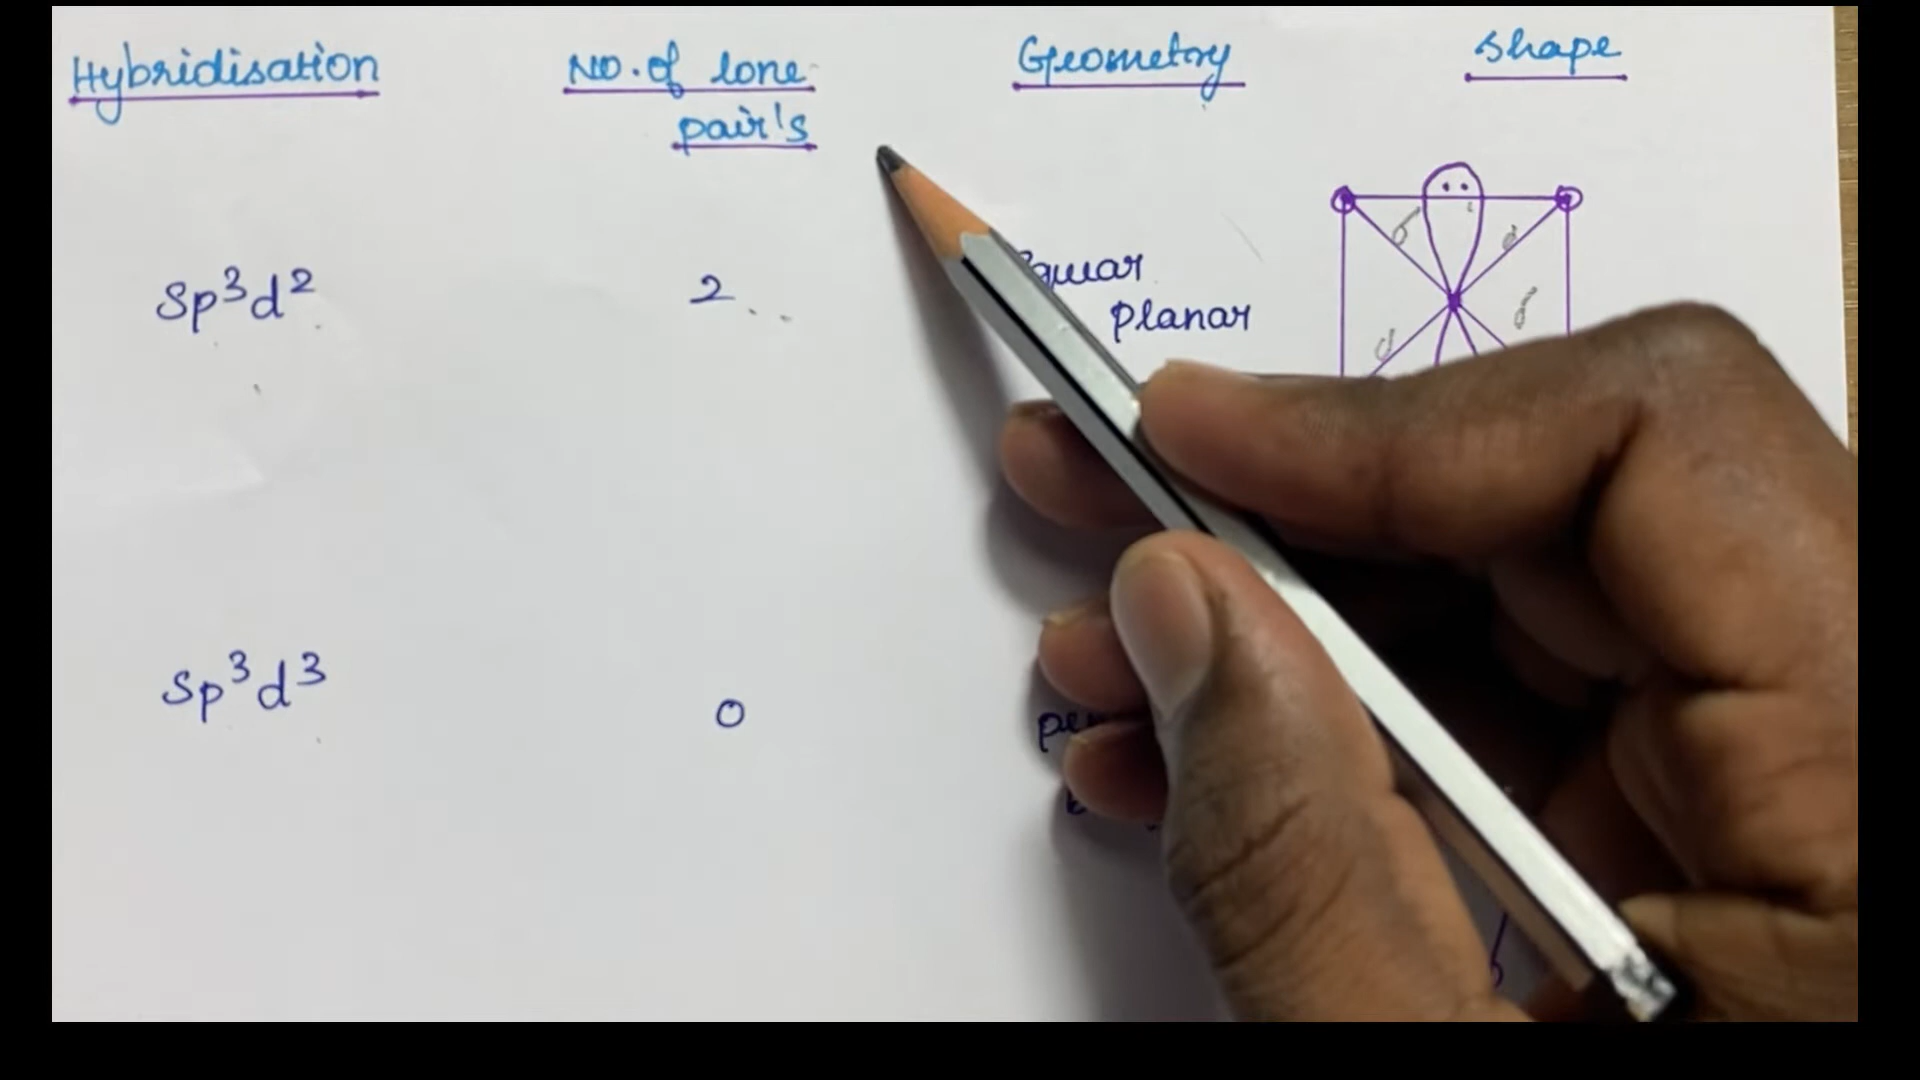 Hybridisation
No. of lone
pair's
Geometry
Shape
Sp³d²
2
planar
Sp³d³
0